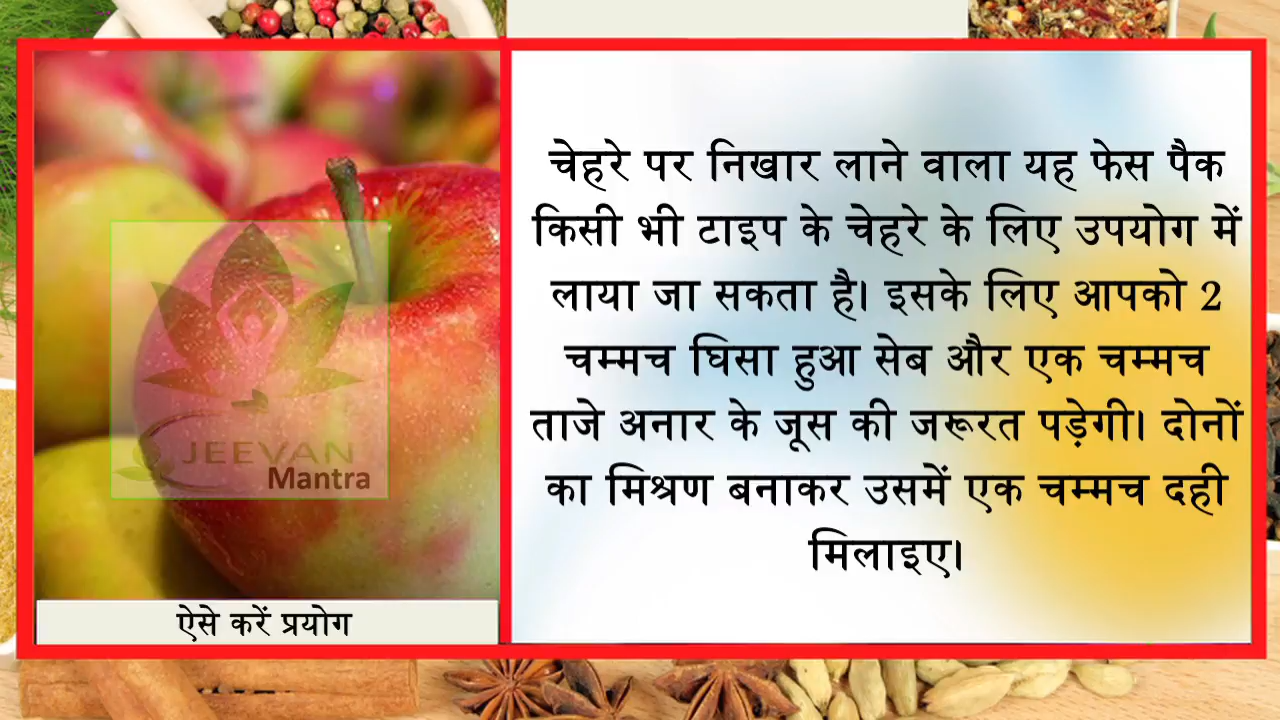 चेहरे पर निखार लाने वाला यह फेस पैक
किसी भी टाइप के चेहरे के लिए उपयोग में
लाया जा सकता है। इसके लिए आपको 2
चम्मच घिसा हुआ सेब और एक चम्मच
ताजे अनार के जूस की जरूरत पड़ेगी। दोनों
का मिश्रण बनाकर उसमें एक चम्मच दही
मिलाइए।
JEEVAN
Mantra
ऐसे करें प्रयोग